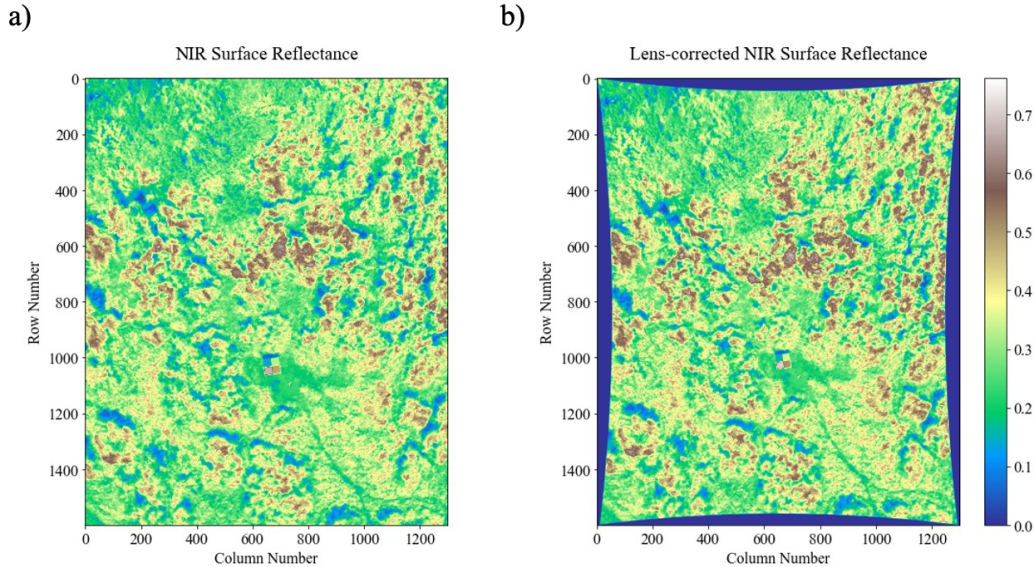 a)
NIR Surface Reflectance
0
200
400
600
800
1000
1200
1400
Row Number
0 200 400 600 800 1000 1200
Column Number
b)
Lens-corrected NIR Surface Reflectance
0
200
400
600
800
1000
1200
1400
Row Number
0 200 400 600 800 1000 1200
Column Number
0.7
0.6
0.5
0.4
0.3
0.2
0.1
0.0